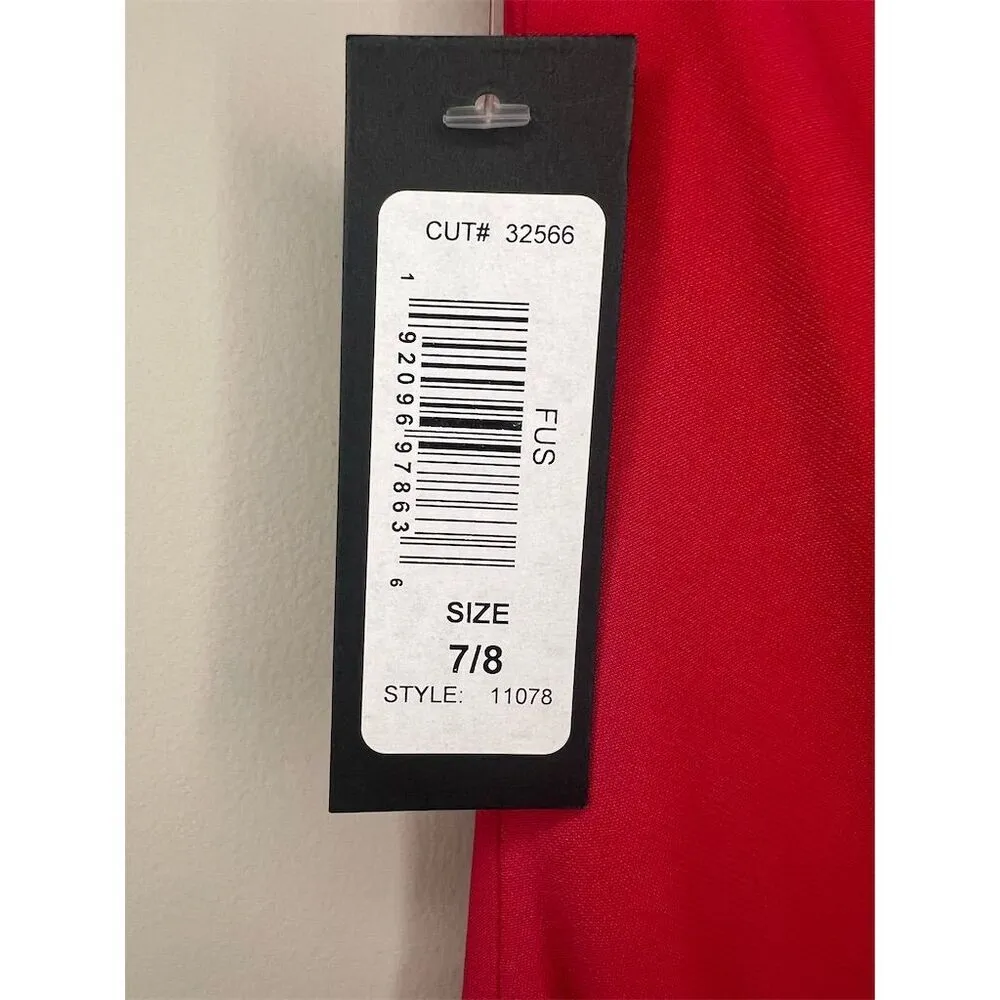 CUT# 32566
1 92096 97863 6
FUS
SIZE
7/8
STYLE: 11078